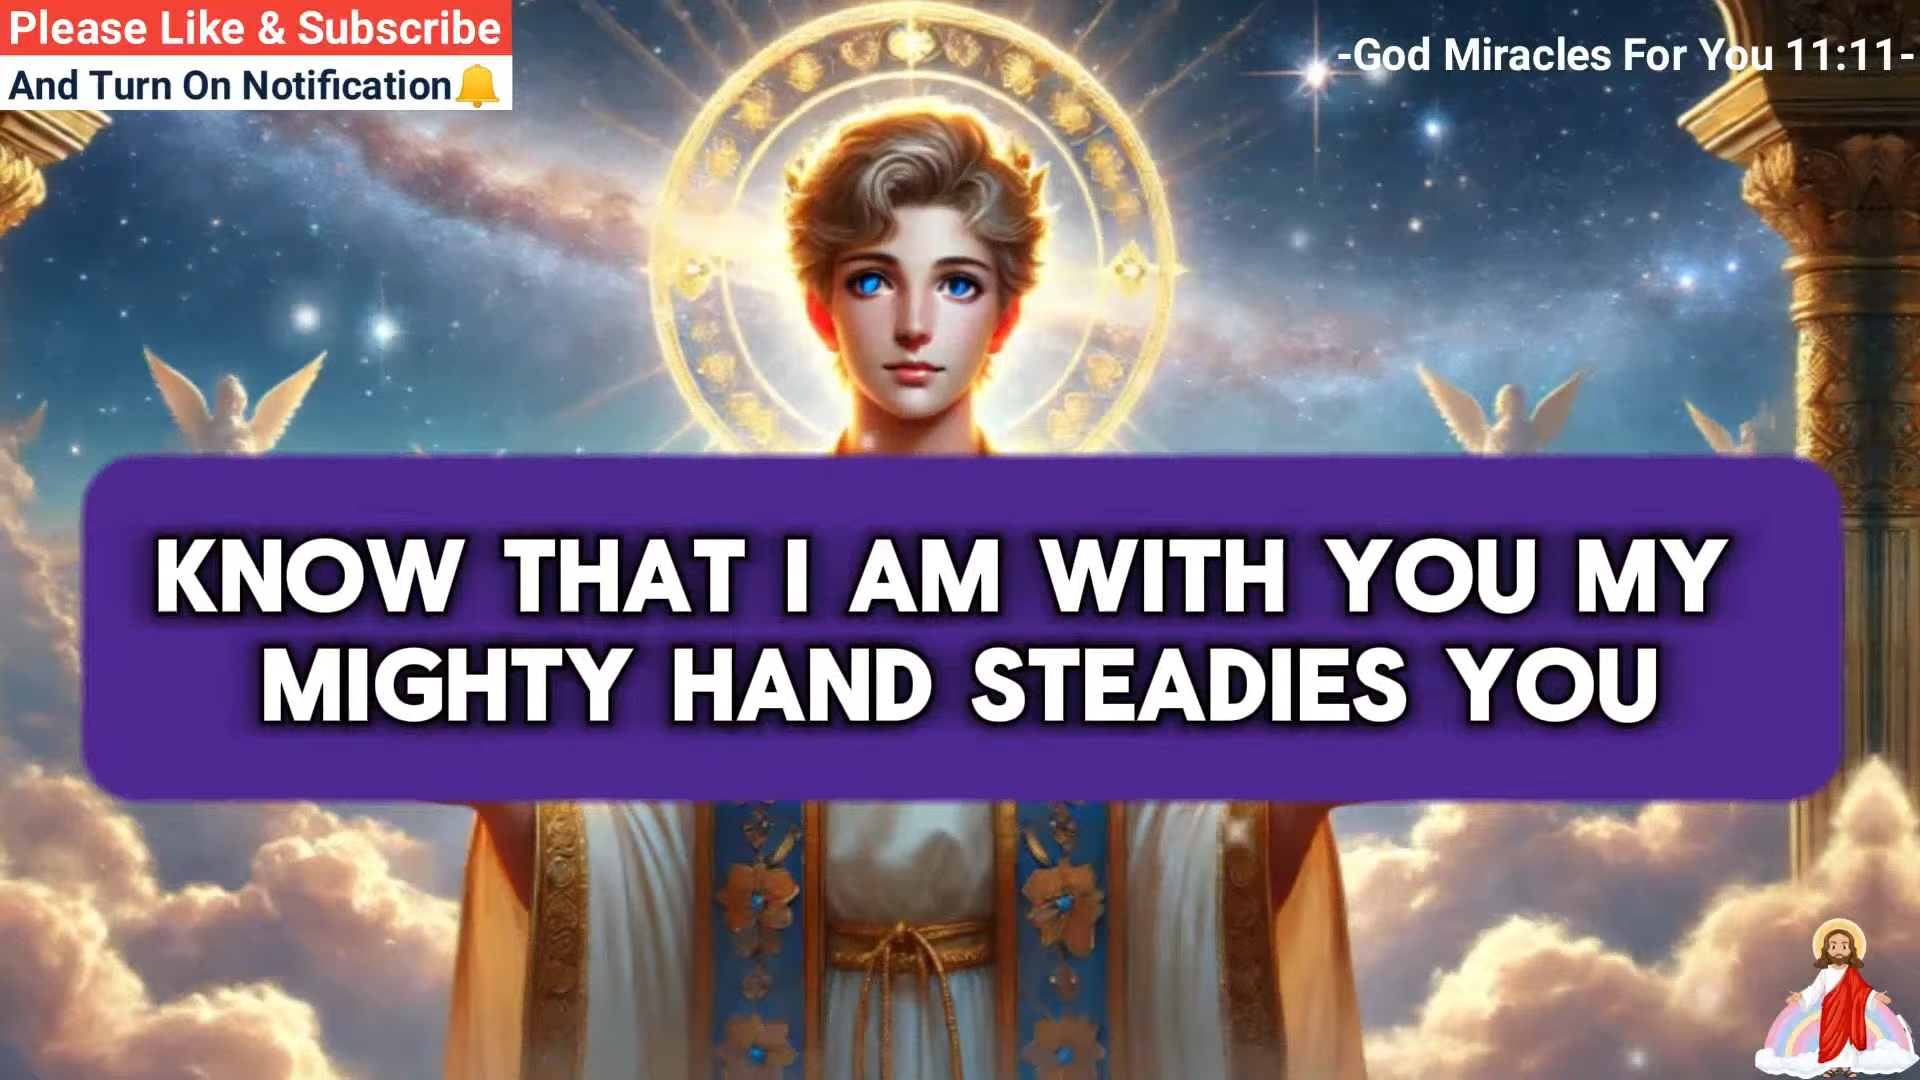 Please Like & Subscribe
And Turn On Notification🔔
-God Miracles For You 11:11-
KNOW THAT I AM WITH YOU MY
MIGHTY HAND STEADIES YOU